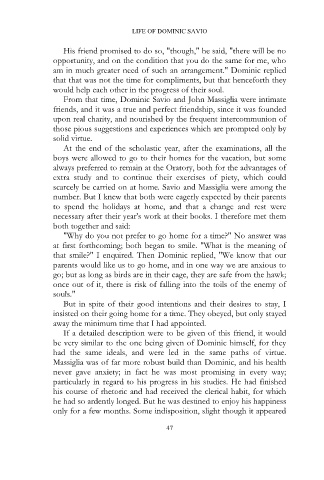 LIFE OF DOMINIC SAVIO
His friend promised to do so, "though," he said, "there will be no
opportunity, and on the condition that you do the same for me, who
am in much greater need of such an arrangement." Dominic replied
that that was not the time for compliments, but that henceforth they
would help each other in the progress of their soul.
From that time, Dominic Savio and John Massiglia were intimate
friends, and it was a true and perfect friendship, since it was founded
upon real charity, and nourished by the frequent intercommunion of
those pious suggestions and experiences which are prompted only by
solid virtue.
At the end of the scholastic year, after the examinations, all the
boys were allowed to go to their homes for the vacation, but some
always preferred to remain at the Oratory, both for the advantages of
extra study and to continue their exercises of piety, which could
scarcely be carried on at home. Savio and Massiglia were among the
number. But I knew that both were eagerly expected by their parents
to spend the holidays at home, and that a change and rest were
necessary after their year's work at their books. I therefore met them
both together and said:
"Why do you not prefer to go home for a time?" No answer was
at first forthcoming; both began to smile. "What is the meaning of
that smile?" I enquired. Then Dominic replied, "We know that our
parents would like us to go home, and in one way we are anxious to
go; but as long as birds are in their cage, they are safe from the hawk;
once out of it, there is risk of falling into the toils of the enemy of
souls."
But in spite of their good intentions and their desires to stay, I
insisted on their going home for a time. They obeyed, but only stayed
away the minimum time that I had appointed.
If a detailed description were to be given of this friend, it would
be very similar to the one being given of Dominic himself, for they
had the same ideals, and were led in the same paths of virtue.
Massiglia was of far more robust build than Dominic, and his health
never gave anxiety; in fact he was most promising in every way;
particularly in regard to his progress in his studies. He had finished
his course of rhetoric and had received the clerical habit, for which
he had so ardently longed. But he was destined to enjoy his happiness
only for a few months. Some indisposition, slight though it appeared
47